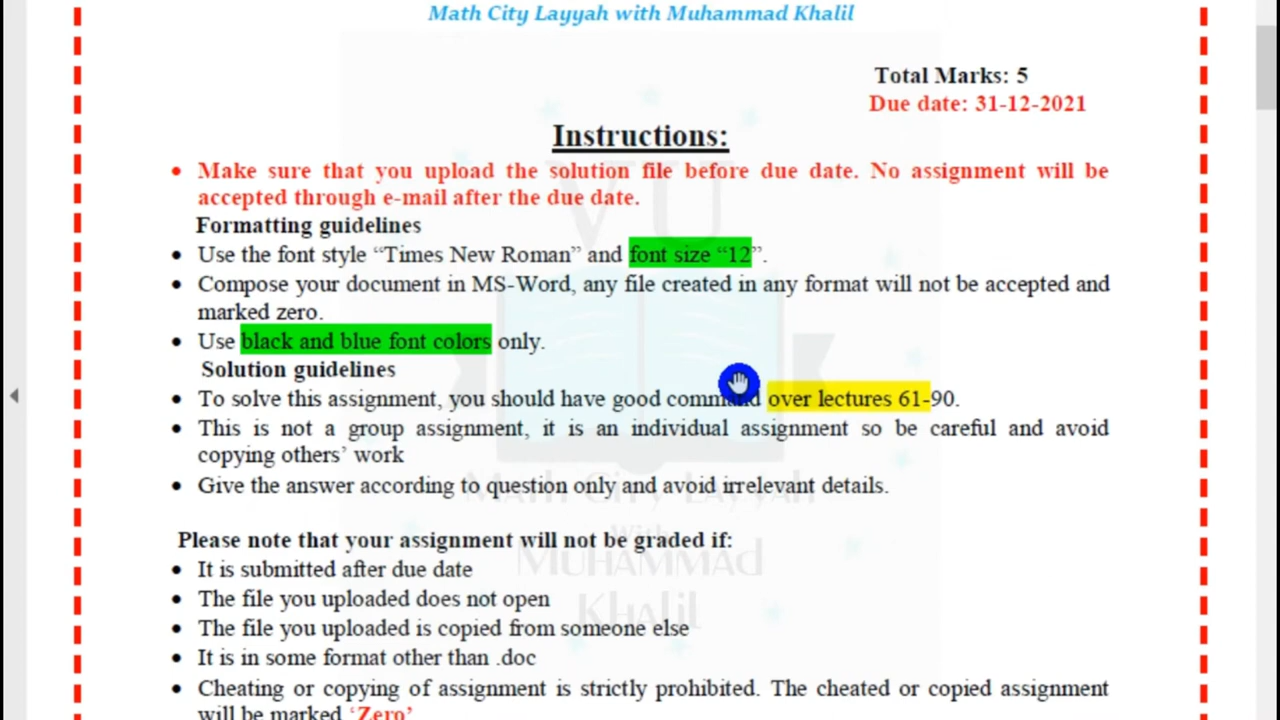 Math City Layyah with Muhammad Khalil
Total Marks: 5
Due date: 31-12-2021
Instructions:
• Make sure that you upload the solution file before due date. No assignment will be
accepted through e-mail after the due date.
Formatting guidelines
• Use the font style “Times New Roman” and font size “12”.
• Compose your document in MS-Word, any file created in any format will not be accepted and
marked zero.
• Use black and blue font colors only.
Solution guidelines
• To solve this assignment, you should have good command over lectures 61-90.
• This is not a group assignment, it is an individual assignment so be careful and avoid
copying others’ work
• Give the answer according to question only and avoid irrelevant details.
Please note that your assignment will not be graded if:
• It is submitted after due date
• The file you uploaded does not open
• The file you uploaded is copied from someone else
• It is in some format other than .doc
• Cheating or copying of assignment is strictly prohibited. The cheated or copied assignment
will be marked ‘Zero’
VU
Math City Layyah
With
Muhammad
Khalil